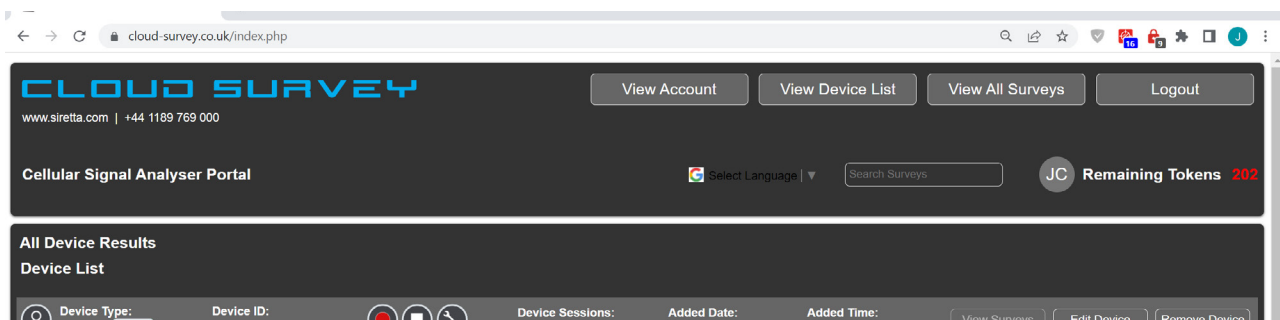 cloud-survey.co.uk/index.php
16
9
J
CLOUD SURVEY
View Account
View Device List
View All Surveys
Logout
www.siretta.com | +44 1189 769 000
Cellular Signal Analyser Portal
G Select Language | ▼
Search Surveys
JC
Remaining Tokens 202
All Device Results
Device List
Device Type:
Device ID:
Device Sessions:
Added Date:
Added Time:
View Surveys
Edit Device
Remove Device